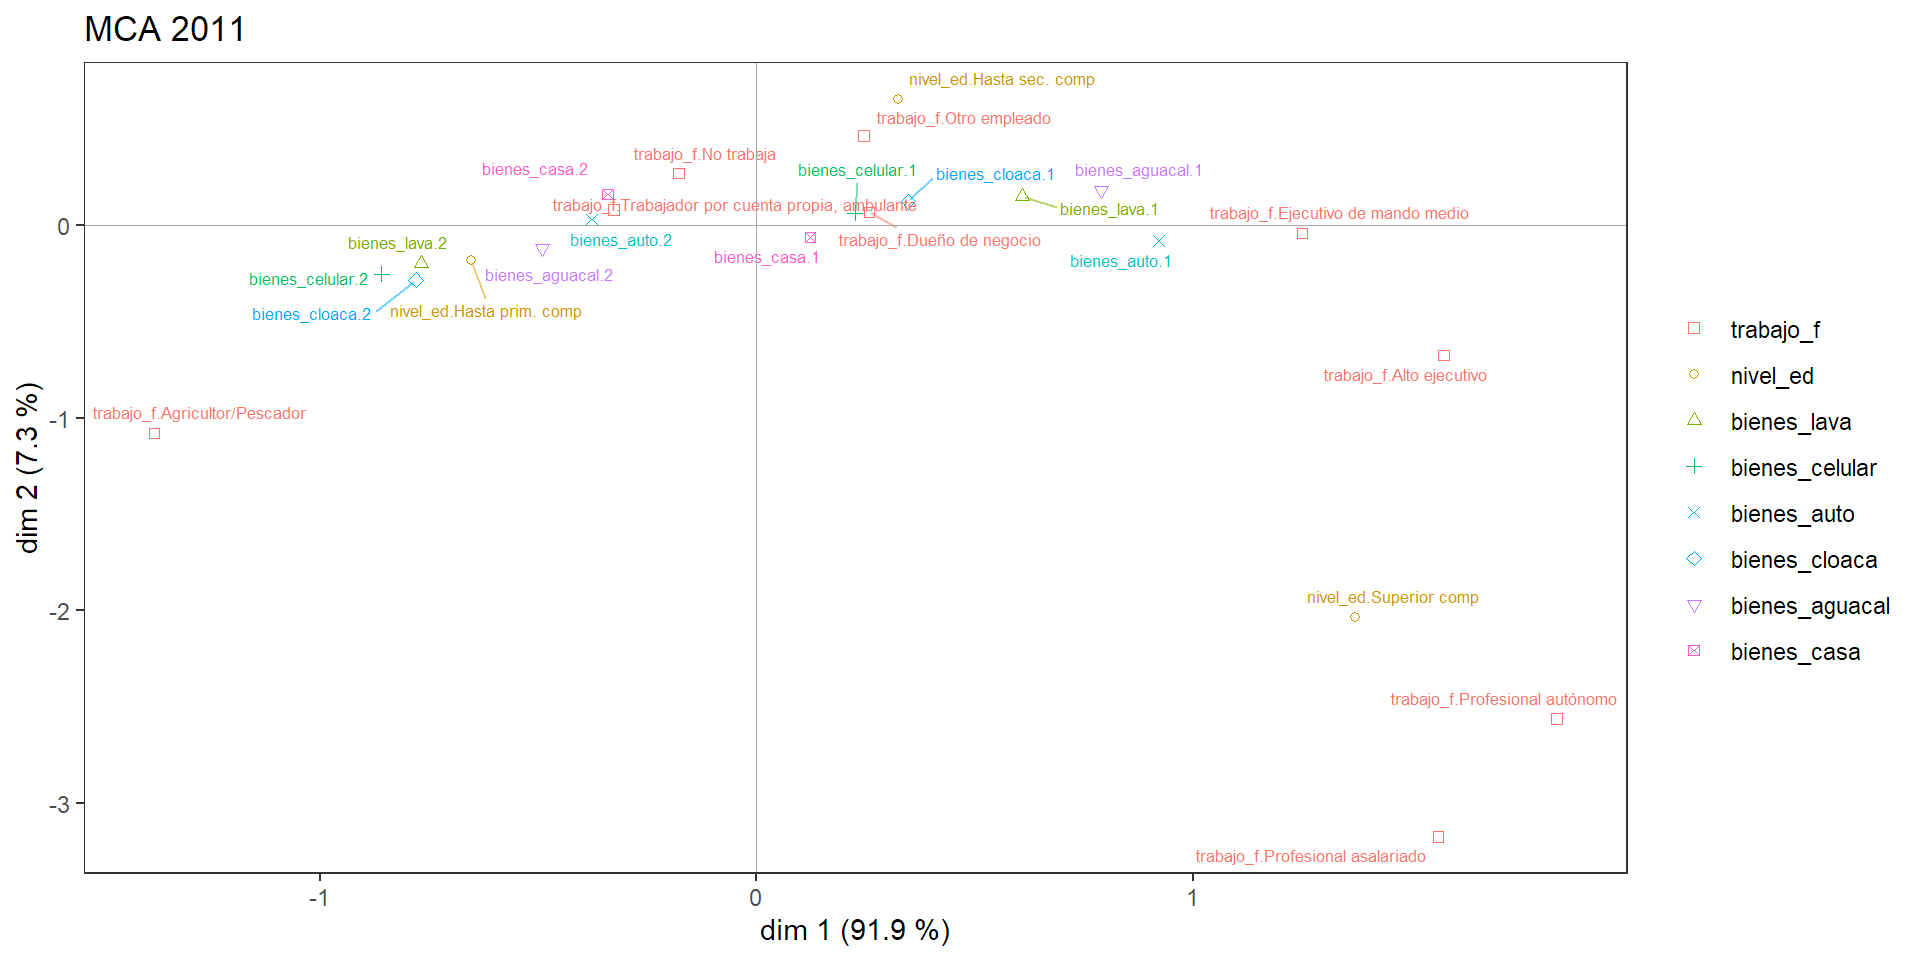 MCA 2011
nivel_ed.Hasta sec. comp
trabajo_f.Otro empleado
trabajo_f.No trabaja
bienes_casa.2
bienes_celular.1
bienes_cloaca.1
bienes_aguacal.1
trabajo_f.Trabajador por cuenta propia, ambulante
bienes_lava.1
trabajo_f.Ejecutivo de mando medio
bienes_lava.2
bienes_auto.2
trabajo_f.Dueño de negocio
bienes_casa.1
bienes_auto.1
bienes_celular.2
bienes_aguacal.2
bienes_cloaca.2
nivel_ed.Hasta prim. comp
trabajo_f.Alto ejecutivo
trabajo_f.Agricultor/Pescador
nivel_ed.Superior comp
trabajo_f.Profesional autónomo
trabajo_f.Profesional asalariado
0
-1
-2
-3
dim 2 (7.3 %)
-1
0
1
dim 1 (91.9 %)
trabajo_f
nivel_ed
bienes_lava
bienes_celular
bienes_auto
bienes_cloaca
bienes_aguacal
bienes_casa